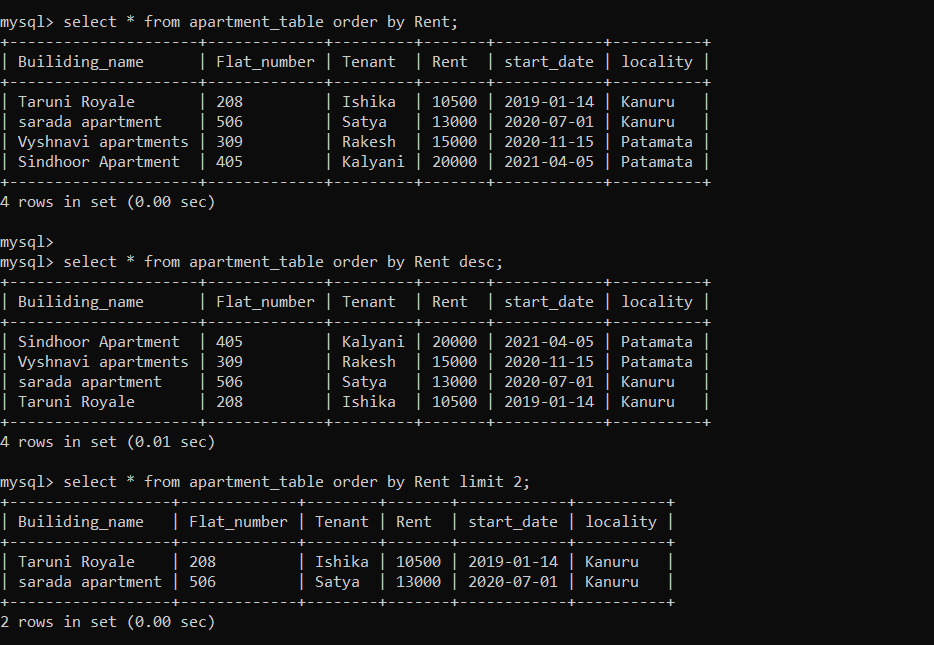 mysql> select * from apartment_table order by Rent;
+---------------------+-------------+---------+-------+------------+----------+
| Builiding_name      | Flat_number | Tenant  | Rent  | start_date | locality |
+---------------------+-------------+---------+-------+------------+----------+
| Taruni Royale       | 208         | Ishika  | 10500 | 2019-01-14 | Kanuru   |
| sarada apartment    | 506         | Satya   | 13000 | 2020-07-01 | Kanuru   |
| Vyshnavi apartments | 309         | Rakesh  | 15000 | 2020-11-15 | Patamata |
| Sindhoor Apartment  | 405         | Kalyani | 20000 | 2021-04-05 | Patamata |
+---------------------+-------------+---------+-------+------------+----------+
4 rows in set (0.00 sec)

mysql>
mysql> select * from apartment_table order by Rent desc;
+---------------------+-------------+---------+-------+------------+----------+
| Builiding_name      | Flat_number | Tenant  | Rent  | start_date | locality |
+---------------------+-------------+---------+-------+------------+----------+
| Sindhoor Apartment  | 405         | Kalyani | 20000 | 2021-04-05 | Patamata |
| Vyshnavi apartments | 309         | Rakesh  | 15000 | 2020-11-15 | Patamata |
| sarada apartment    | 506         | Satya   | 13000 | 2020-07-01 | Kanuru   |
| Taruni Royale       | 208         | Ishika  | 10500 | 2019-01-14 | Kanuru   |
+---------------------+-------------+---------+-------+------------+----------+
4 rows in set (0.01 sec)

mysql> select * from apartment_table order by Rent limit 2;
+------------------+-------------+--------+-------+------------+----------+
| Builiding_name   | Flat_number | Tenant | Rent  | start_date | locality |
+------------------+-------------+--------+-------+------------+----------+
| Taruni Royale    | 208         | Ishika | 10500 | 2019-01-14 | Kanuru   |
| sarada apartment | 506         | Satya  | 13000 | 2020-07-01 | Kanuru   |
+------------------+-------------+--------+-------+------------+----------+
2 rows in set (0.00 sec)